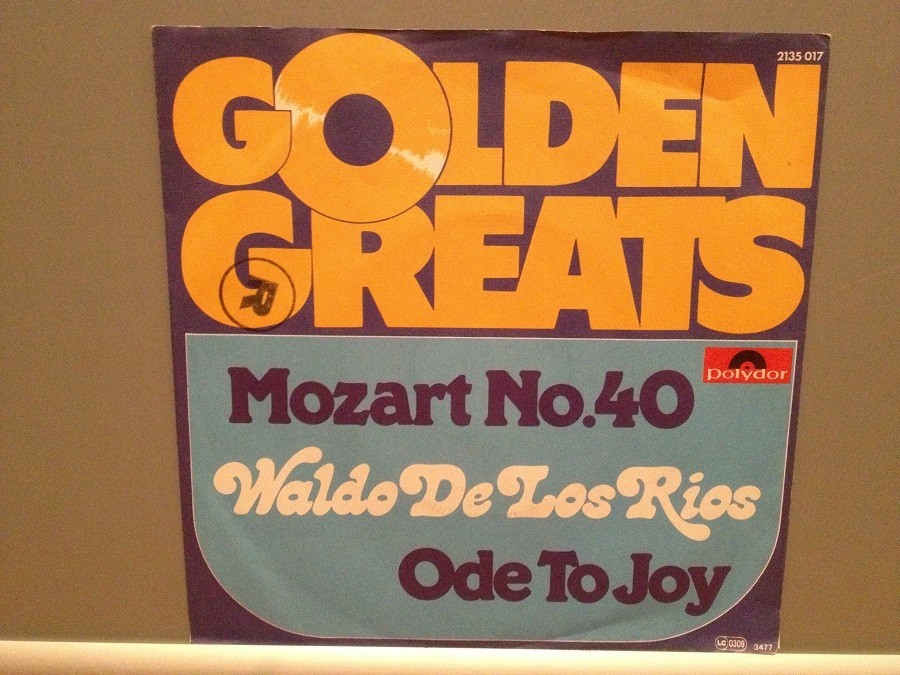 2135 017
GOLDEN
GREATS
polydor
Mozart No.40
Waldo De Los Rios
Ode To Joy
LC 0309 3477